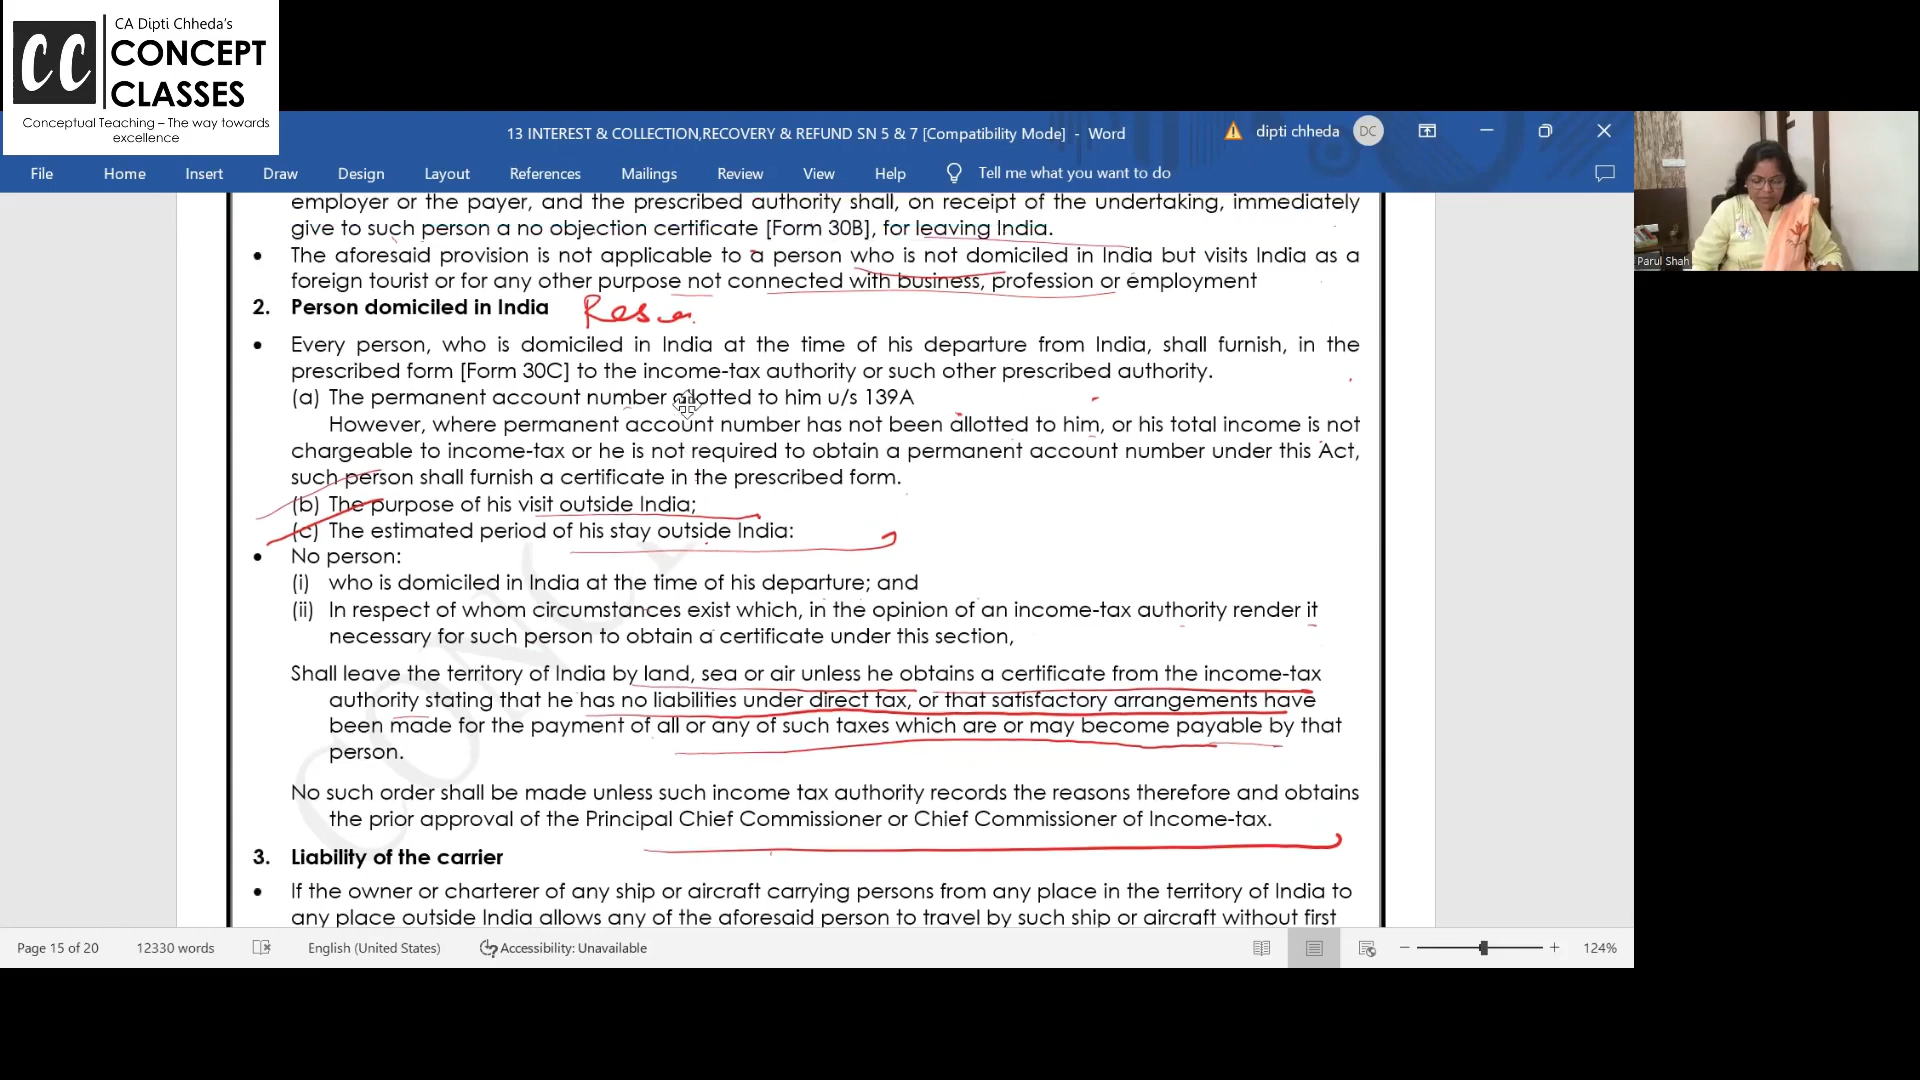 CA Dipti Chheda's
CC CONCEPT
CLASSES
Conceptual Teaching – The way towards
excellence
13 INTEREST & COLLECTION,RECOVERY & REFUND SN 5 & 7 [Compatibility Mode] - Word
dipti chheda DC
File Home Insert Draw Design Layout References Mailings Review View Help Tell me what you want to do
employer or the payer, and the prescribed authority shall, on receipt of the undertaking, immediately
give to such person a no objection certificate [Form 30B], for leaving India.
• The aforesaid provision is not applicable to a person who is not domiciled in India but visits India as a
foreign tourist or for any other purpose not connected with business, profession or employment
2. Person domiciled in India
• Every person, who is domiciled in India at the time of his departure from India, shall furnish, in the
prescribed form [Form 30C] to the income-tax authority or such other prescribed authority.
(a) The permanent account number allotted to him u/s 139A
However, where permanent account number has not been allotted to him, or his total income is not
chargeable to income-tax or he is not required to obtain a permanent account number under this Act,
such person shall furnish a certificate in the prescribed form.
(b) The purpose of his visit outside India;
(c) The estimated period of his stay outside India:
• No person:
(i) who is domiciled in India at the time of his departure; and
(ii) In respect of whom circumstances exist which, in the opinion of an income-tax authority render it
necessary for such person to obtain a certificate under this section,
Shall leave the territory of India by land, sea or air unless he obtains a certificate from the income-tax
authority stating that he has no liabilities under direct tax, or that satisfactory arrangements have
been made for the payment of all or any of such taxes which are or may become payable by that
person.
No such order shall be made unless such income tax authority records the reasons therefore and obtains
the prior approval of the Principal Chief Commissioner or Chief Commissioner of Income-tax.
3. Liability of the carrier
• If the owner or charterer of any ship or aircraft carrying persons from any place in the territory of India to
any place outside India allows any of the aforesaid person to travel by such ship or aircraft without first
Page 15 of 20 12330 words English (United States) Accessibility: Unavailable 124%
Parul Shah